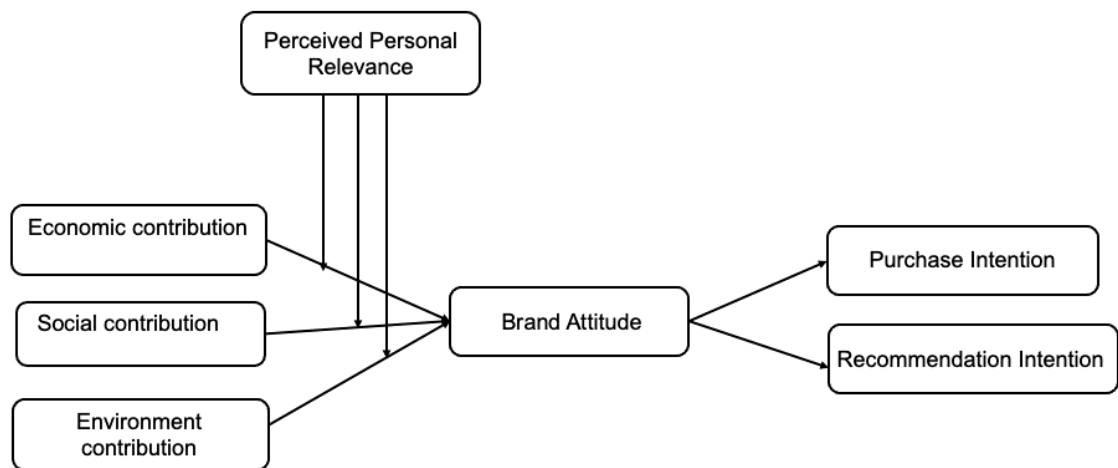 Perceived Personal
Relevance
Economic contribution
Social contribution
Environment
contribution
Brand Attitude
Purchase Intention
Recommendation Intention